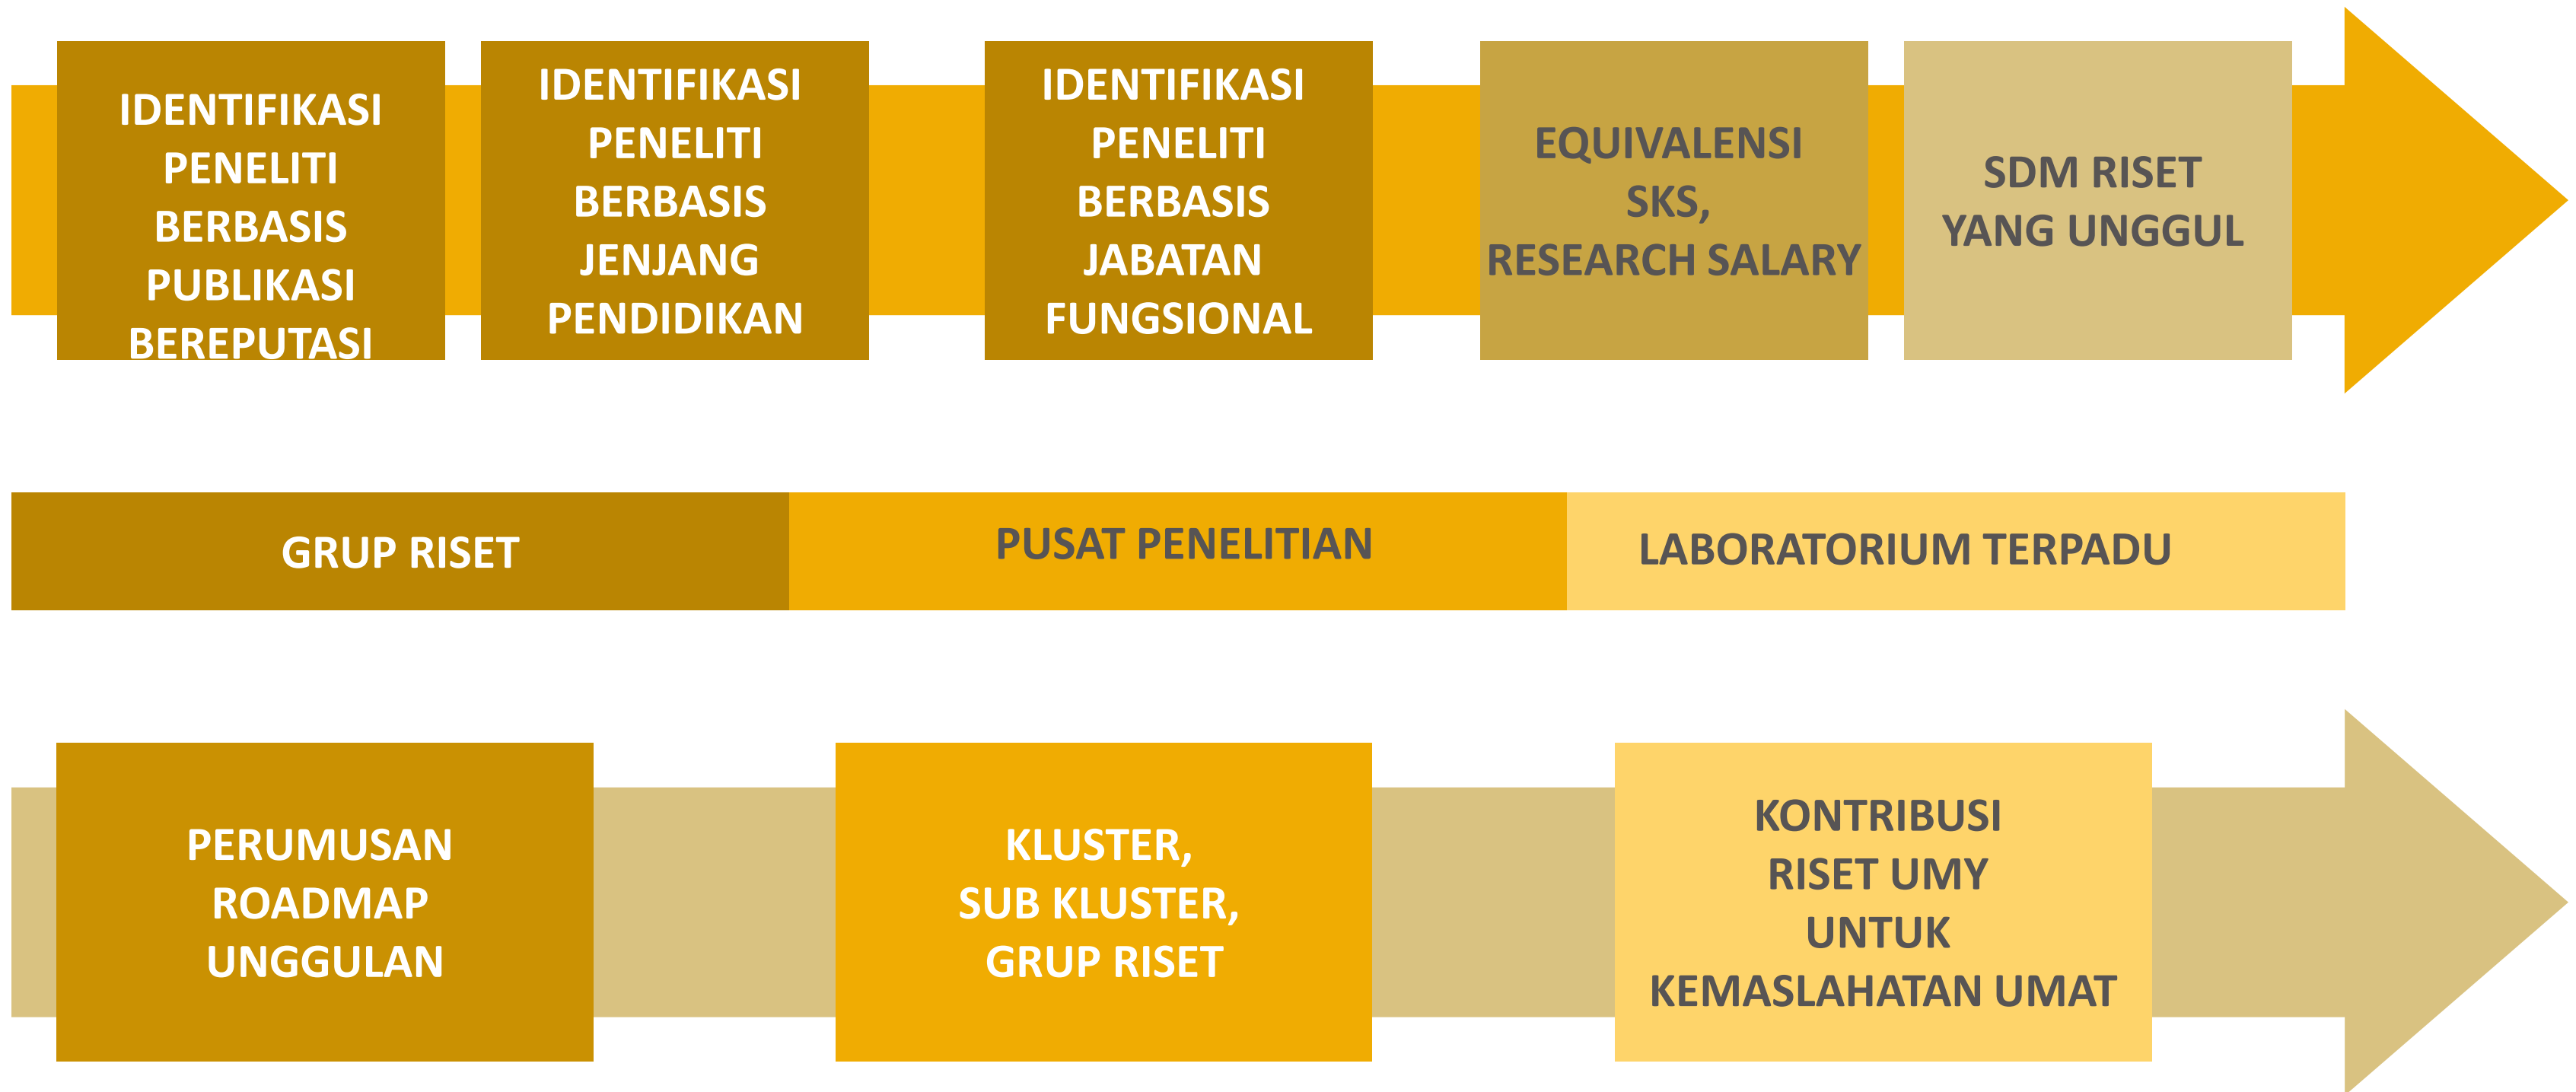 IDENTIFIKASI
PENELITI
BERBASIS
PUBLIKASI
BEREPUTASI
IDENTIFIKASI
PENELITI
BERBASIS
JENJANG
PENDIDIKAN
IDENTIFIKASI
PENELITI
BERBASIS
JABATAN
FUNGSIONAL
EQUIVALENSI
SKS,
RESEARCH SALARY
SDM RISET
YANG UNGGUL
GRUP RISET
PUSAT PENELITIAN
LABORATORIUM TERPADU
PERUMUSAN
ROADMAP
UNGGULAN
KLUSTER,
SUB KLUSTER,
GRUP RISET
KONTRIBUSI
RISET UMY
UNTUK
KEMASLAHATAN UMAT